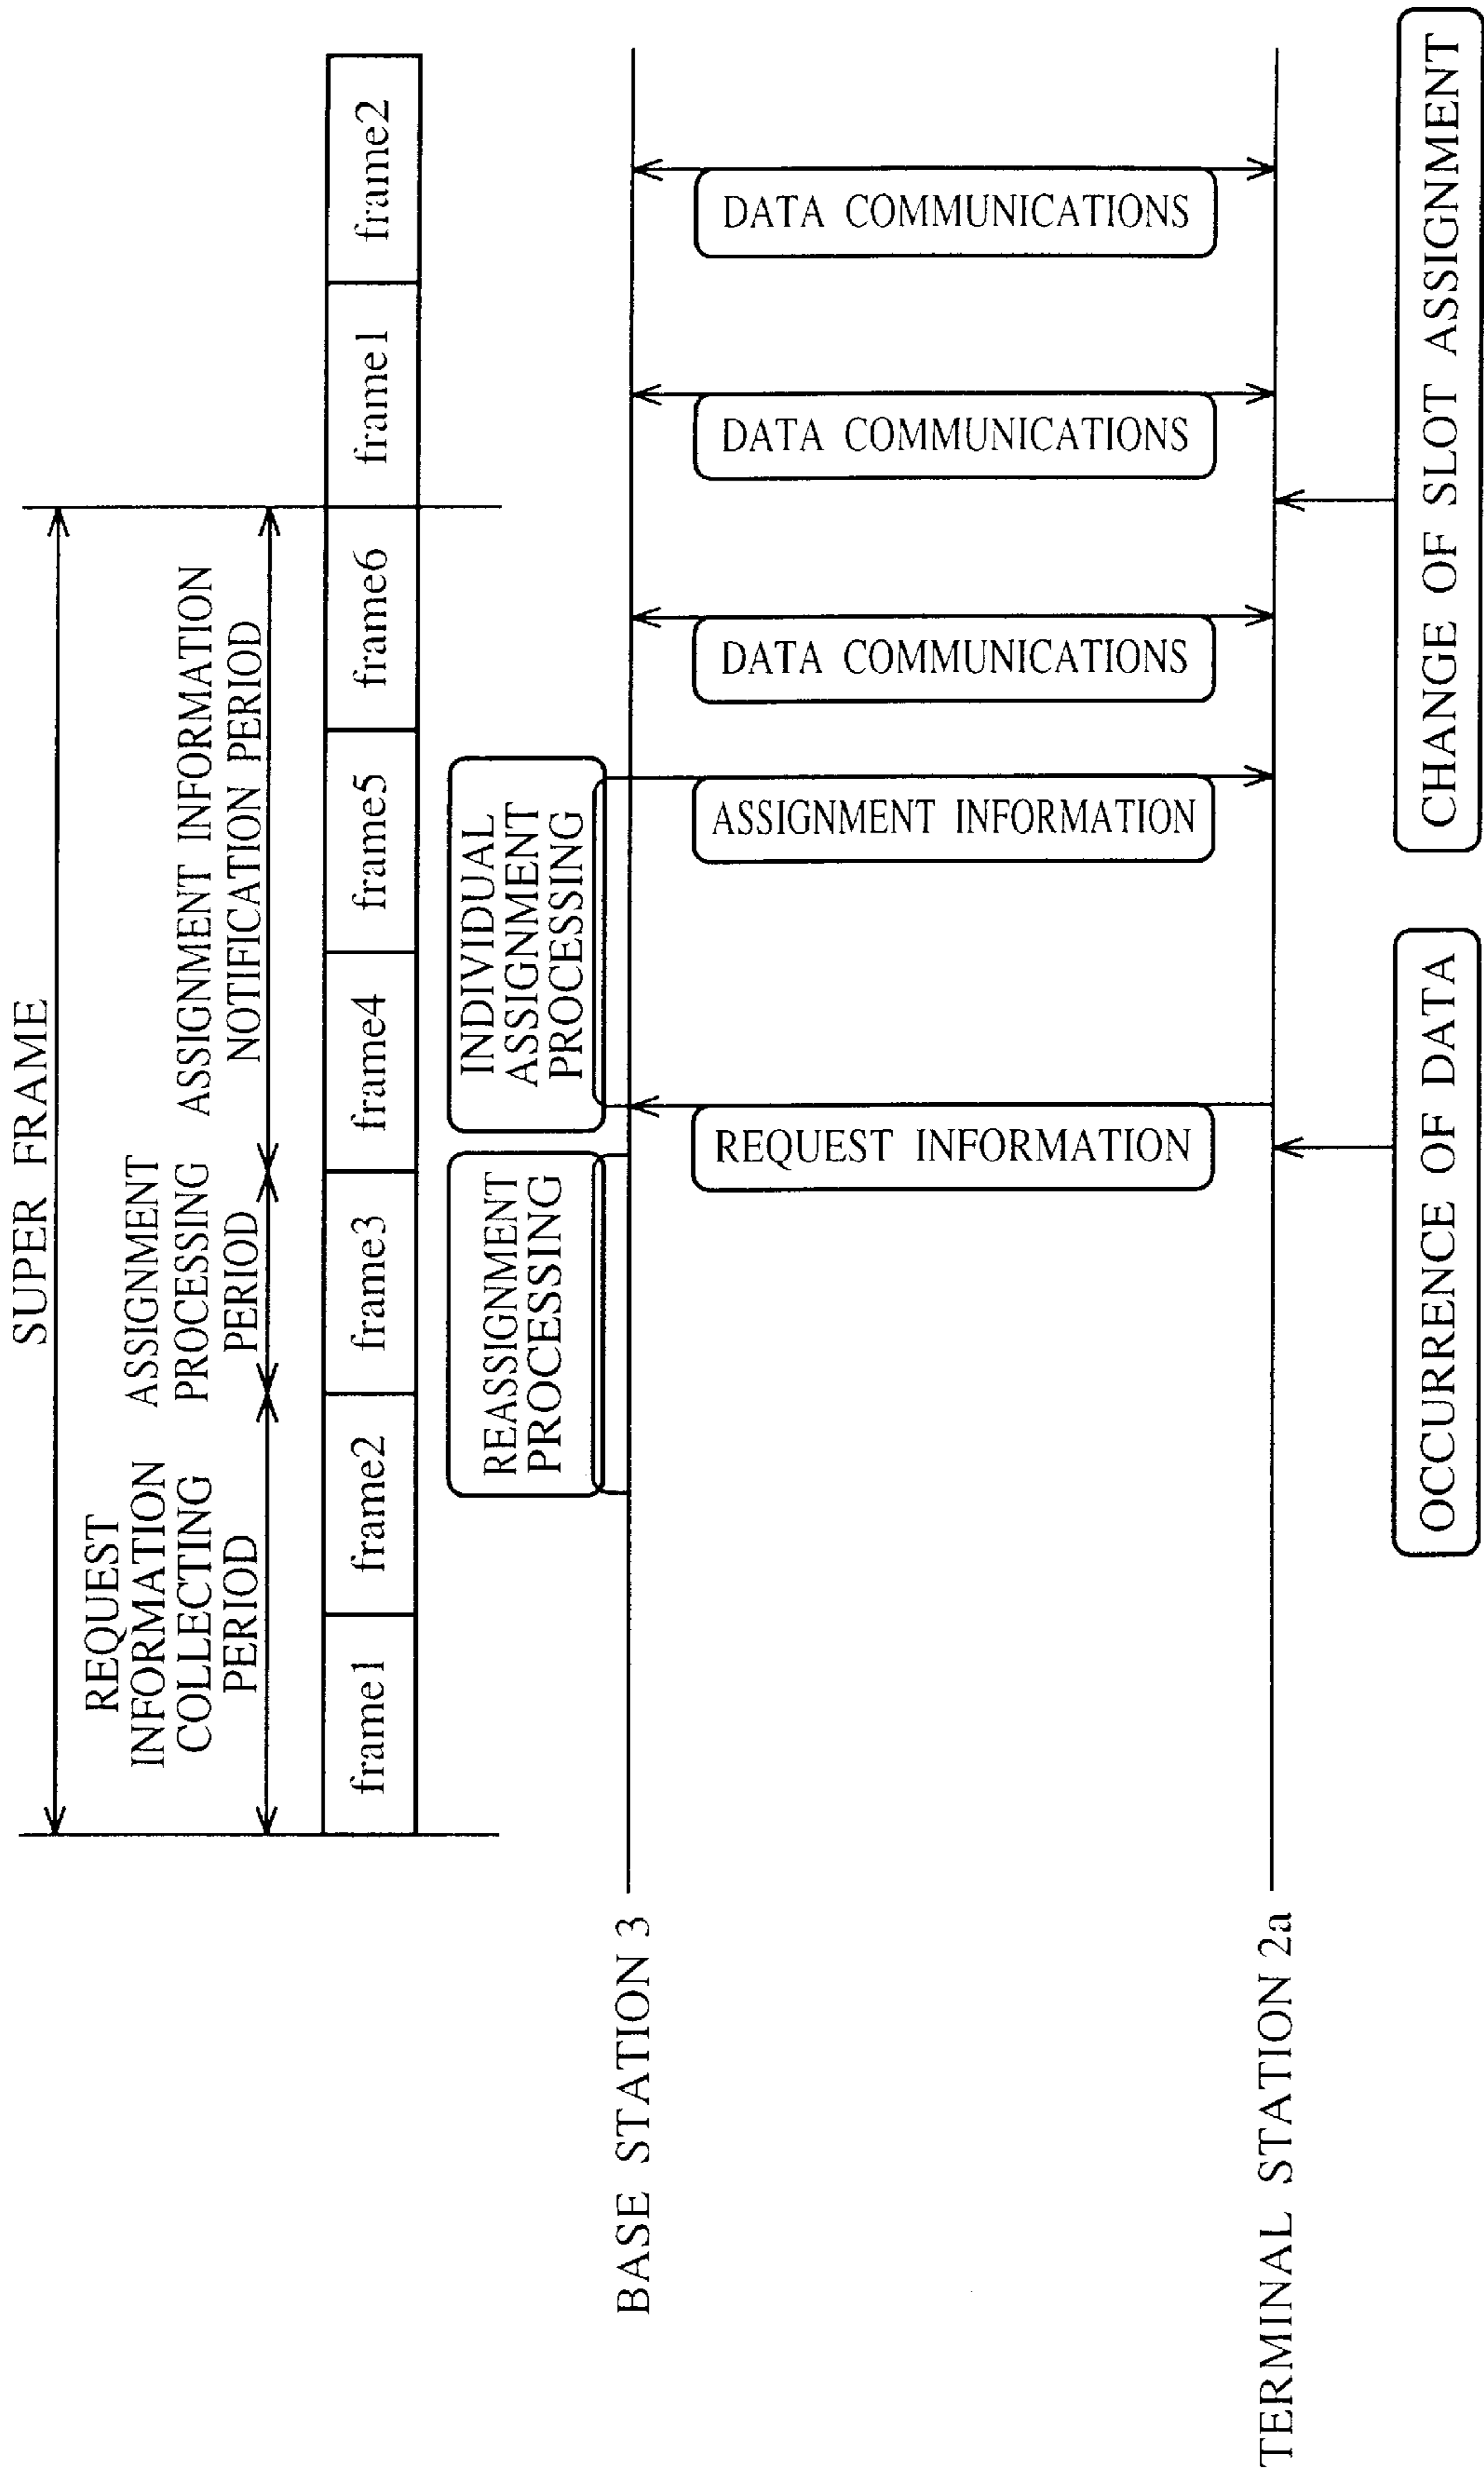 SUPER FRAME
REQUEST
INFORMATION
COLLECTING
PERIOD
ASSIGNMENT
PROCESSING
PERIOD
ASSIGNMENT INFORMATION
NOTIFICATION PERIOD
frame1
frame2
frame3
frame4
frame5
frame6
frame1
frame2
REASSIGNMENT
PROCESSING
INDIVIDUAL
ASSIGNMENT
PROCESSING
BASE STATION 3
REQUEST INFORMATION
ASSIGNMENT INFORMATION
DATA COMMUNICATIONS
DATA COMMUNICATIONS
DATA COMMUNICATIONS
TERMINAL STATION 2a
OCCURRENCE OF DATA
CHANGE OF SLOT ASSIGNMENT